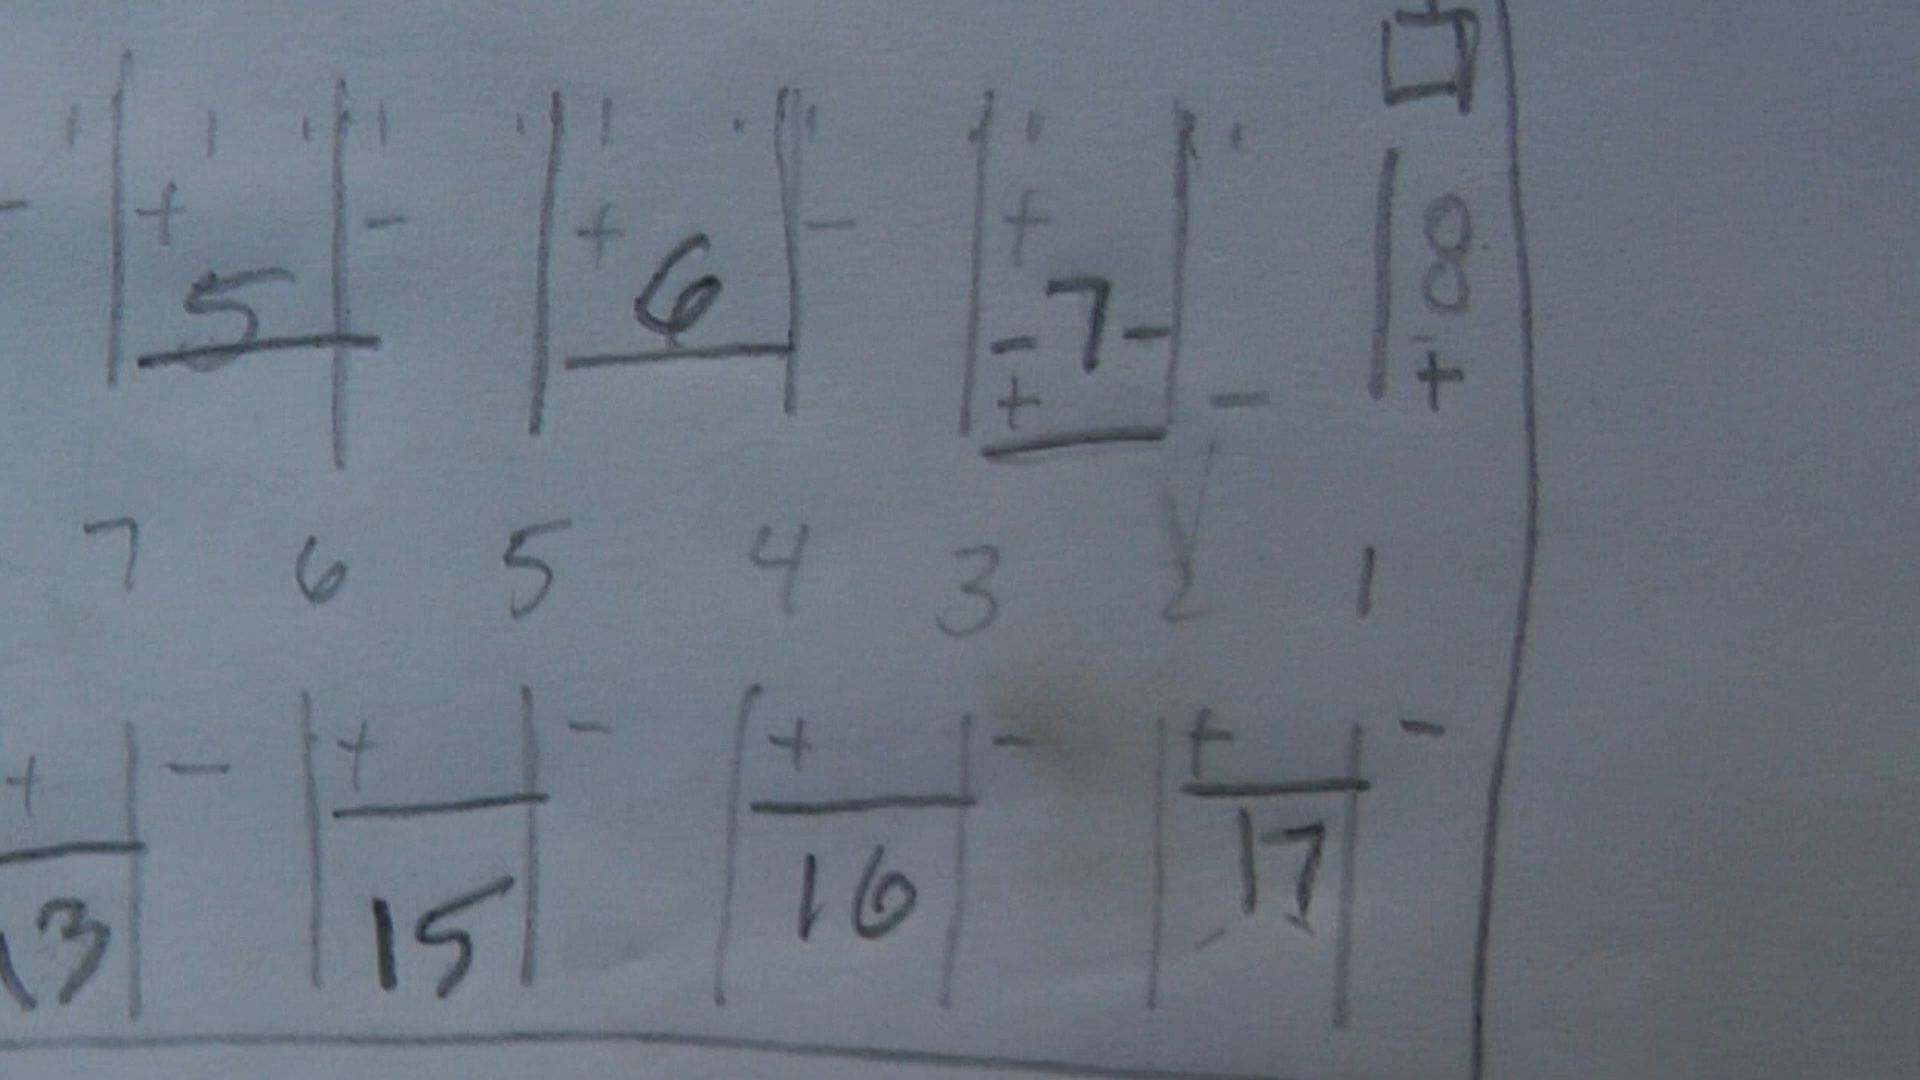 - + - + - +
5 6 7 8
- -
+ - +
7 6 5 4 3 2 1
+ - + - + - + -
13 15 16 17